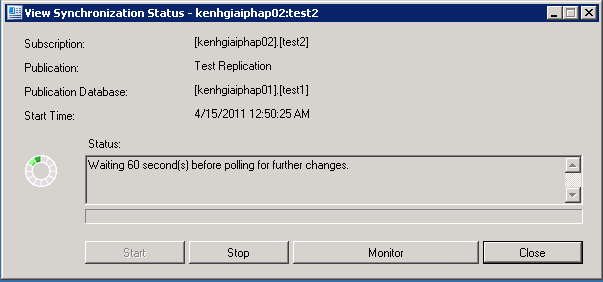 View Synchronization Status - kenhgiaiphap02:test2
Subscription: [kenhgiaiphap02].[test2]
Publication: Test Replication
Publication Database: [kenhgiaiphap01].[test1]
Start Time: 4/15/2011 12:50:25 AM
Status:
Waiting 60 second(s) before polling for further changes.
Start Stop Monitor Close